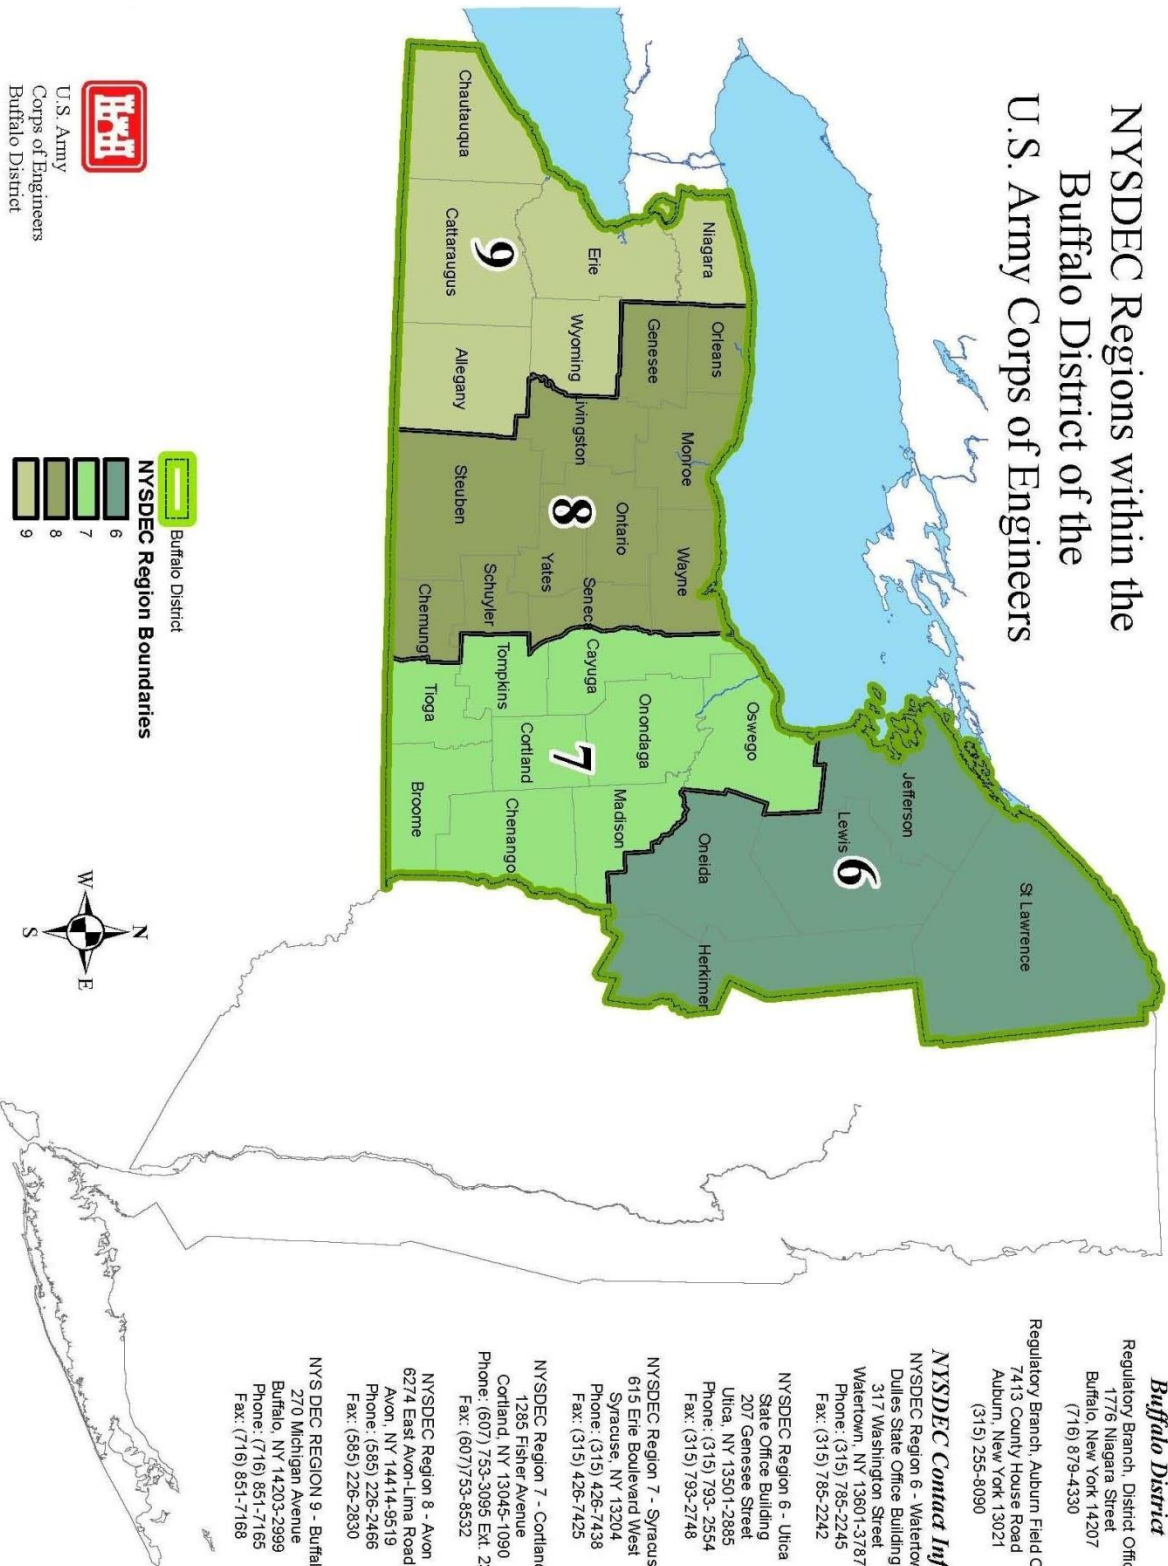 NYSDEC Regions within the
Buffalo District of the
U.S. Army Corps of Engineers
Chautauqua
Cattaraugus
Allegany
Erie
Wyoming
Niagara
9
Orleans
Genesee
Monroe
Livingston
Ontario
Wayne
Steuben
Yates
Seneca
Schuyler
Chemung
8
Cayuga
Tompkins
Tioga
Onondaga
Oswego
Cortland
Broome
Chenango
Madison
7
Jefferson
Lewis
Oneida
Herkimer
St Lawrence
6
U.S. Army
Corps of Engineers
Buffalo District
Buffalo District
NYSDEC Region Boundaries
6
7
8
9
N
W
E
S
Buffalo District
Regulatory Branch, District Offi
1776 Niagara Street
Buffalo, New York 14207
(716) 879-4330
Regulatory Branch, Auburn Field O
7413 County House Road
Auburn, New York 13021
(315) 255-8090
NYSDEC Contact Inf
NYSDEC Region 6 - Watertow
Dulles State Office Building
317 Washington Street
Watertown, NY 13601-3787
Phone: (315) 785-2245
Fax: (315) 785-2242
NYSDEC Region 6 - Utica
State Office Building
207 Genesee Street
Utica, NY 13501-2885
Phone: (315) 793- 2554
Fax: (315) 793-2748
NYSDEC Region 7 - Syracus
615 Erie Boulevard West
Syracuse, NY 13204
Phone: (315) 426-7438
Fax: (315) 426-7425
NYSDEC Region 7 - Cortlan
1285 Fisher Avenue
Cortland, NY 13045-1090
Phone: (607) 753-3095 Ext. 2
Fax: (607)753-8532
NYSDEC Region 8 - Avon
6274 East Avon-Lima Road
Avon, NY 14414-9519
Phone: (585) 226-2466
Fax: (585) 226-2830
NYS DEC REGION 9 - Buffal
270 Michigan Avenue
Buffalo, NY 14203-2999
Phone: (716) 851-7165
Fax: (716) 851-7168